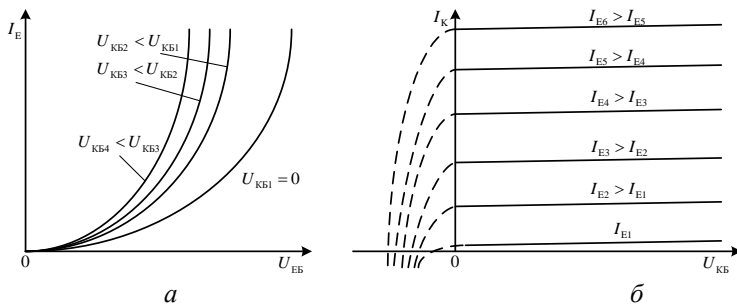 I_Е
U_КБ2 < U_КБ1
U_КБ3 < U_КБ2
U_КБ4 < U_КБ3
U_КБ1 = 0
0
U_ЕБ
а
I_К
I_Е6 > I_Е5
I_Е5 > I_Е4
I_Е4 > I_Е3
I_Е3 > I_Е2
I_Е2 > I_Е1
I_Е1
0
U_КБ
б